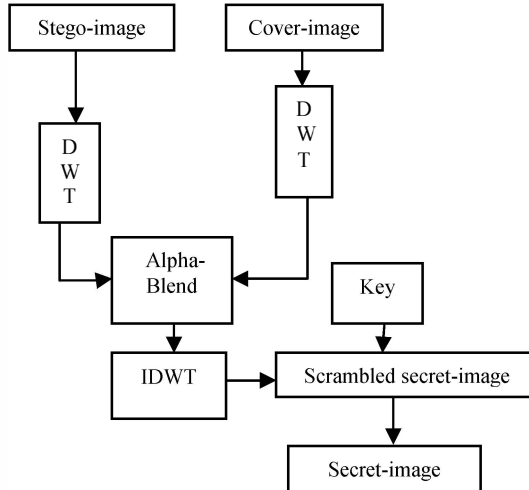 Stego-image
Cover-image
D
W
T
D
W
T
Alpha-
Blend
Key
IDWT
Scrambled secret-image
Secret-image